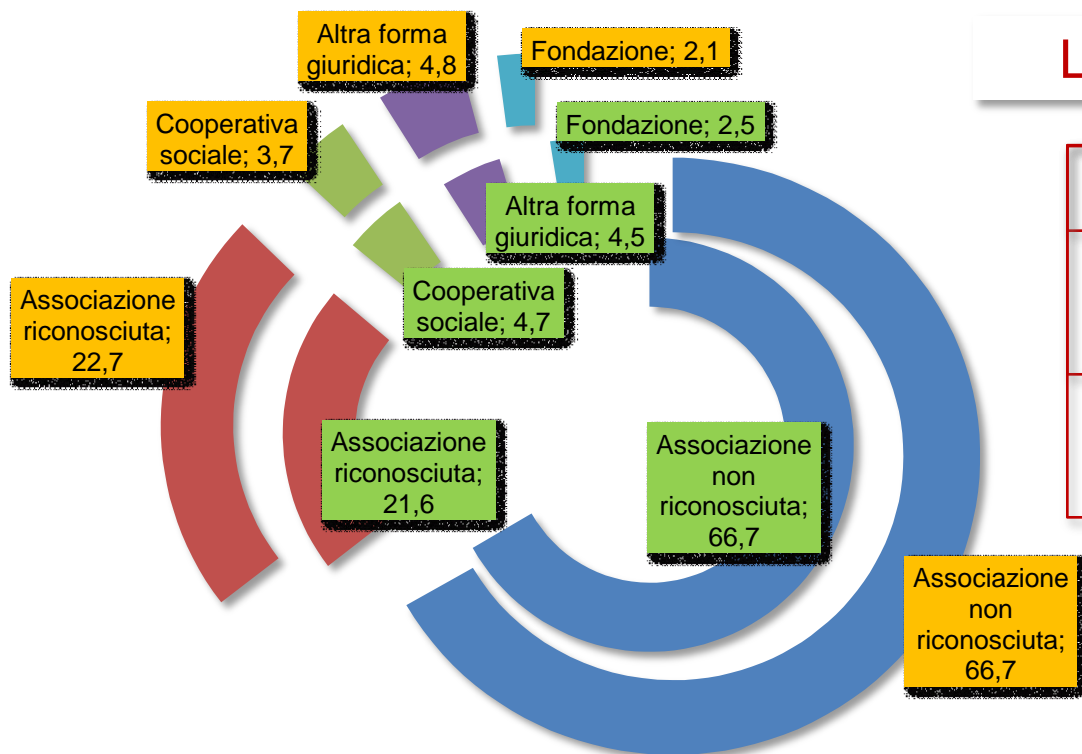 Altra forma
giuridica; 4,8
Fondazione; 2,1
L
Cooperativa
sociale; 3,7
Fondazione; 2,5
Altra forma
giuridica; 4,5
Cooperativa
sociale; 4,7
Associazione
riconosciuta;
22,7
Associazione
riconosciuta;
21,6
Associazione
non
riconosciuta;
66,7
Associazione
non
riconosciuta;
66,7